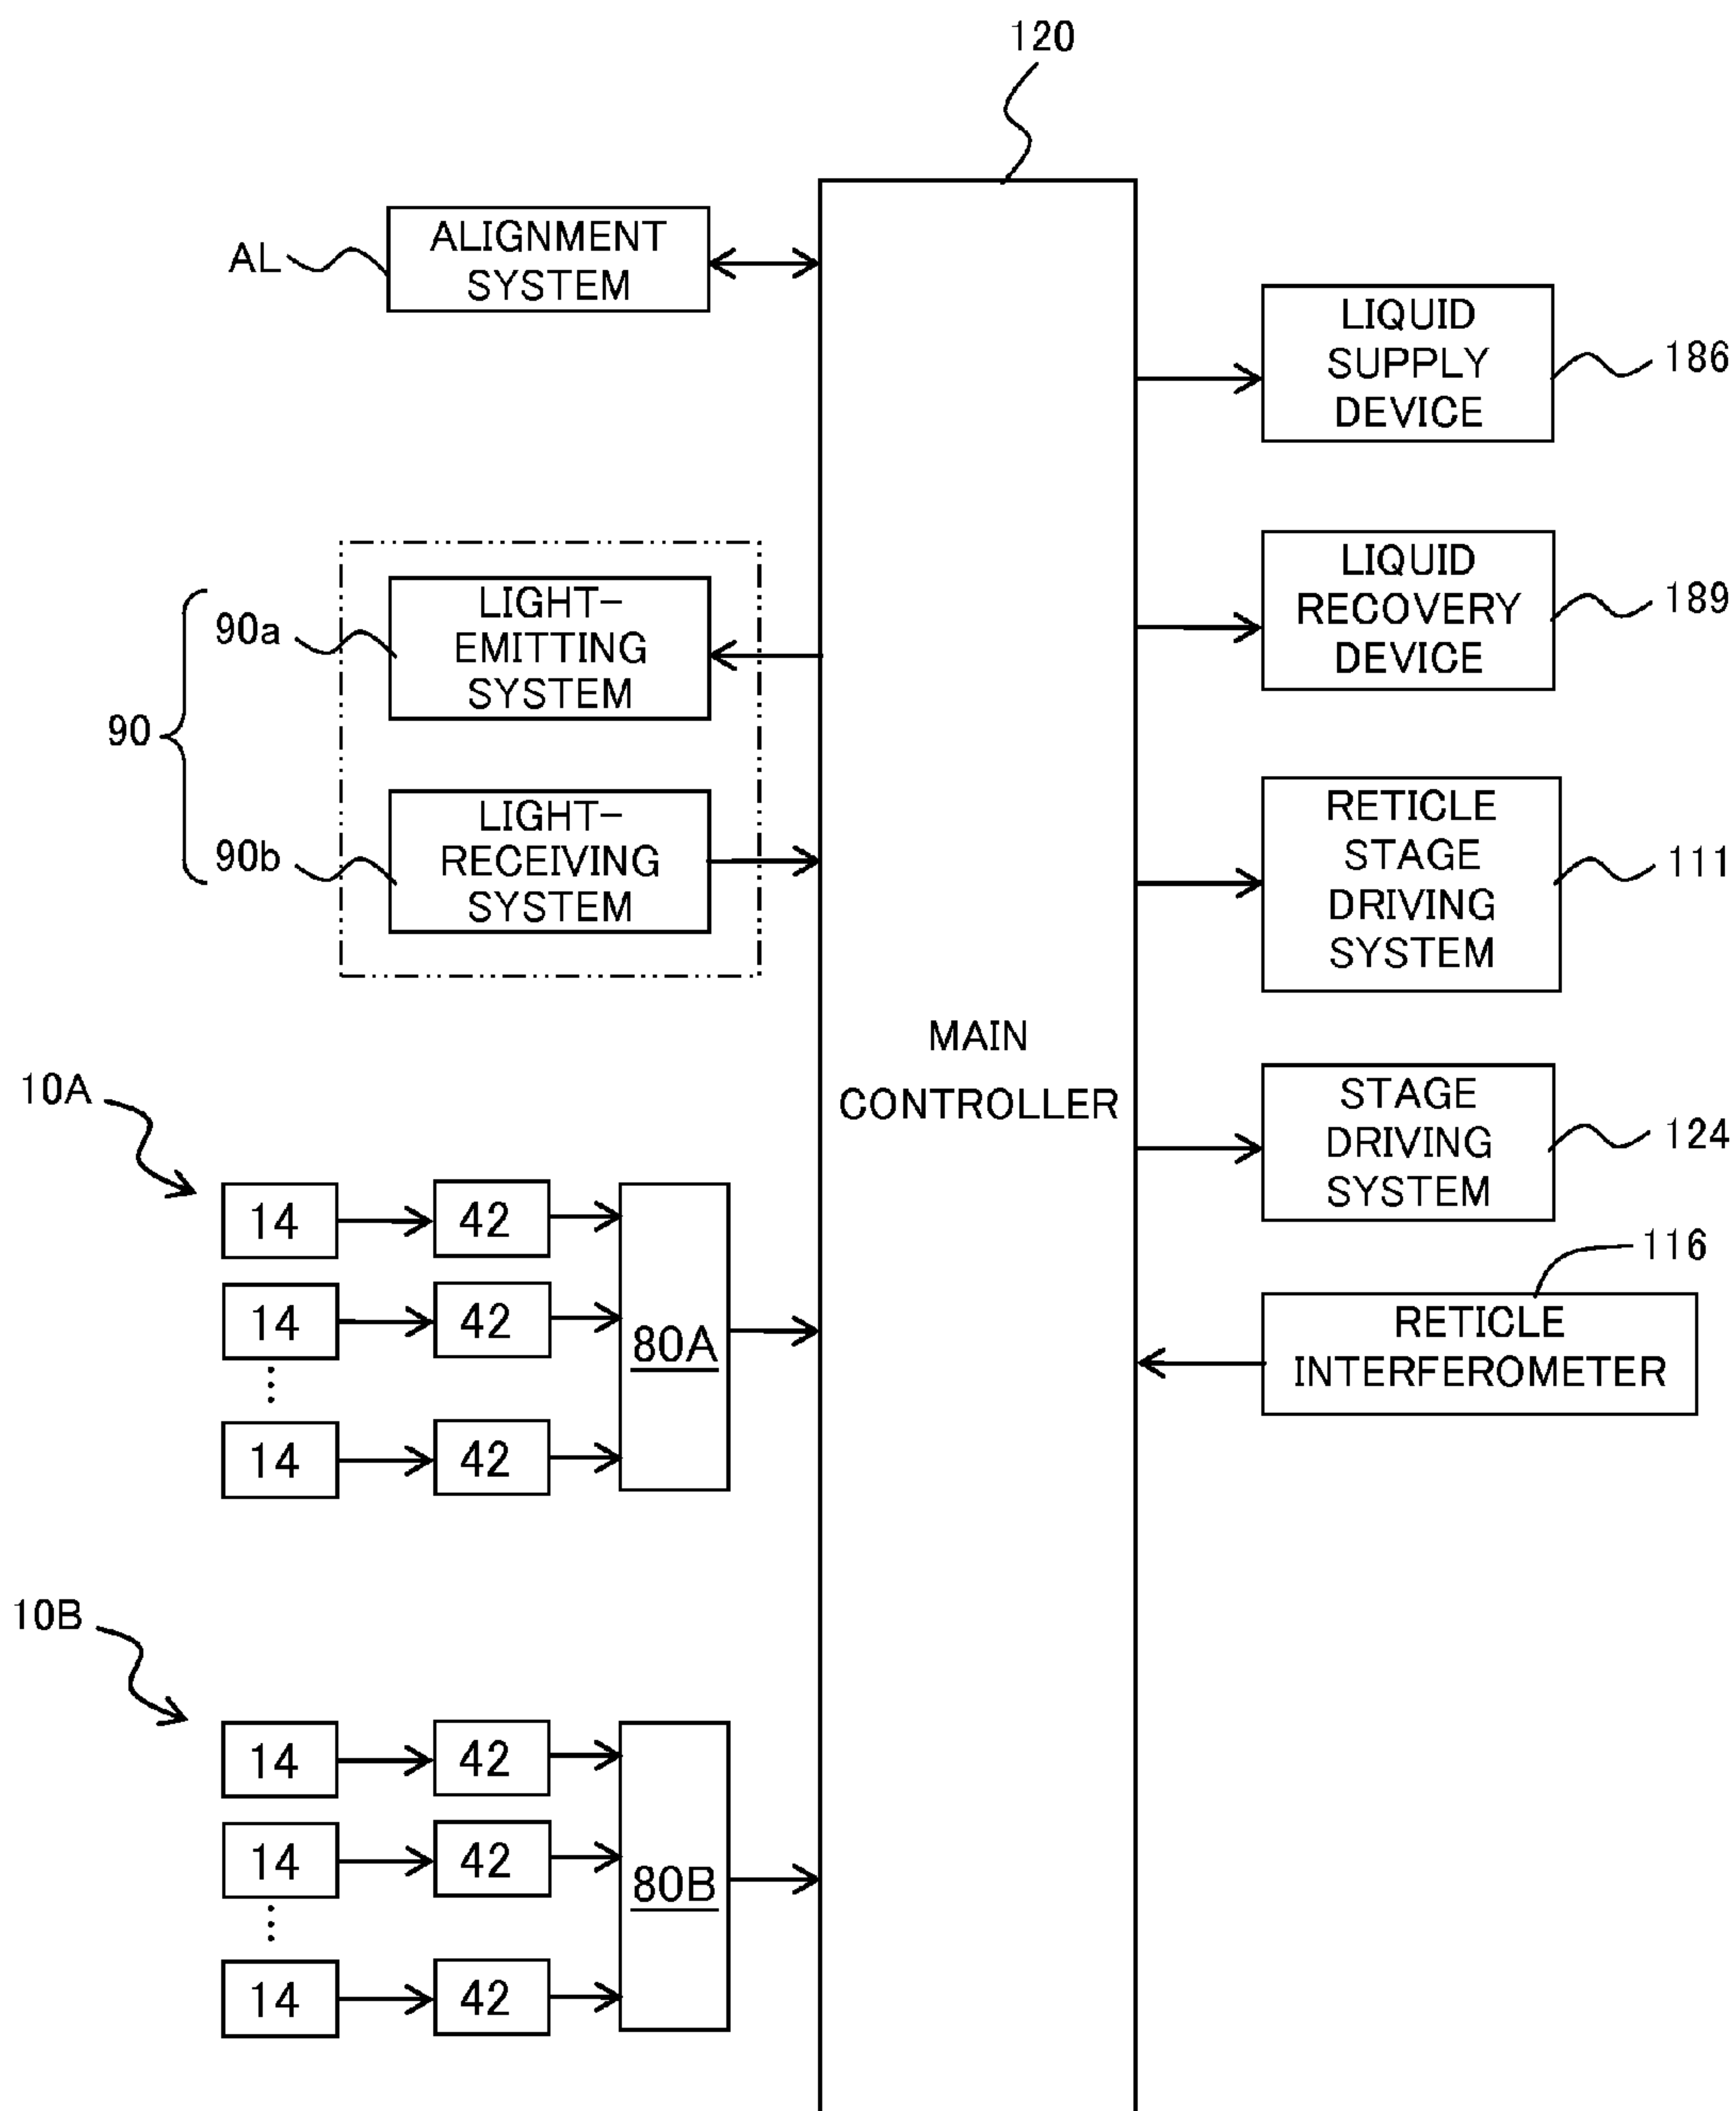 120
AL
ALIGNMENT
SYSTEM
LIQUID
SUPPLY
DEVICE
186
90
90a
LIGHT-
EMITTING
SYSTEM
90b
LIGHT-
RECEIVING
SYSTEM
LIQUID
RECOVERY
DEVICE
189
RETICLE
STAGE
DRIVING
SYSTEM
111
MAIN
CONTROLLER
STAGE
DRIVING
SYSTEM
124
116
RETICLE
INTERFEROMETER
10A
14
42
14
42
14
42
80A
10B
14
42
14
42
14
42
80B